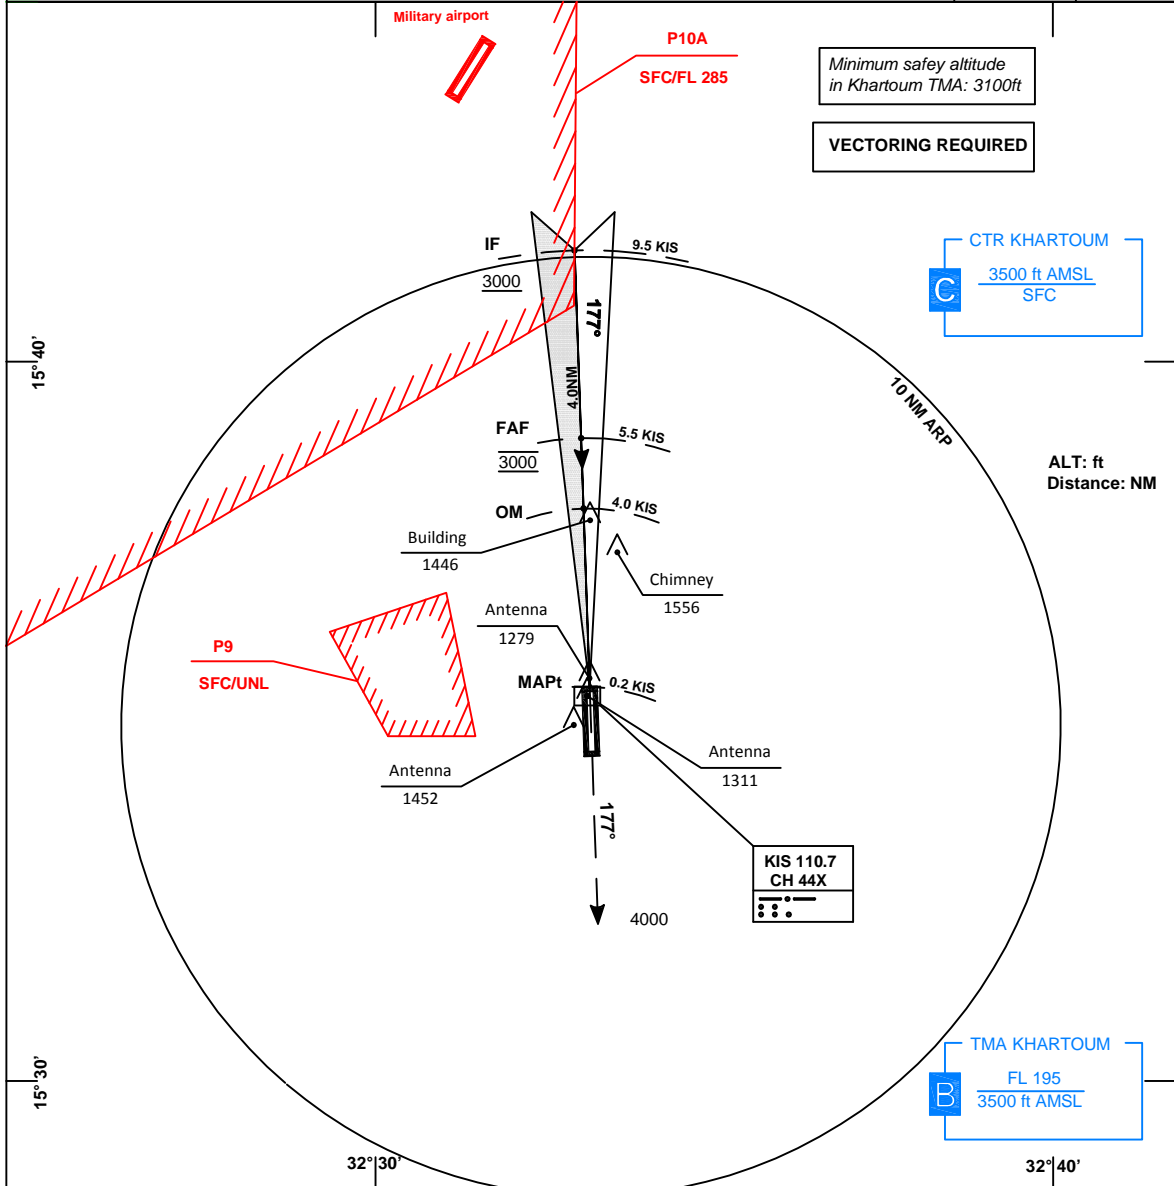 Military airport
P10A
SFC/FL 285
Minimum safey altitude
in Khartoum TMA: 3100ft
VECTORING REQUIRED
IF
3000
9.5 KIS
CTR KHARTOUM
C
3500 ft AMSL
SFC
177°
15°40'
4.0NM
10 NM ARP
FAF
3000
5.5 KIS
ALT: ft
Distance: NM
OM
4.0 KIS
Building
1446
Chimney
1556
Antenna
1279
P9
SFC/UNL
MAPt
0.2 KIS
Antenna
1311
Antenna
1452
177°
KIS 110.7
CH 44X
4000
TMA KHARTOUM
B
FL 195
3500 ft AMSL
15°30'
32°30'
32°40'